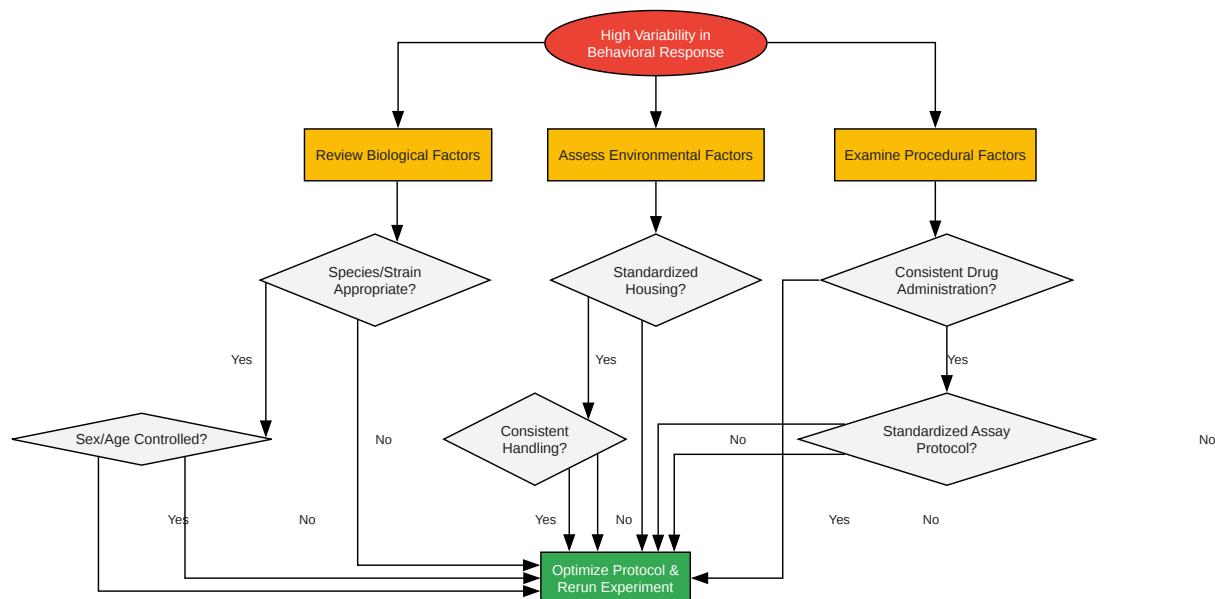 High Variability in
Behavioral Response
Review Biological Factors
Assess Environmental Factors
Examine Procedural Factors
Species/Strain
Appropriate?
Standardized
Housing?
Consistent Drug
Administration?
Yes
Yes
Yes
Sex/Age Controlled?
No
Consistent
Handling?
No
Standardized Assay
Protocol?
No
Yes
No
Yes
No
Yes
No
Optimize Protocol &
Rerun Experiment